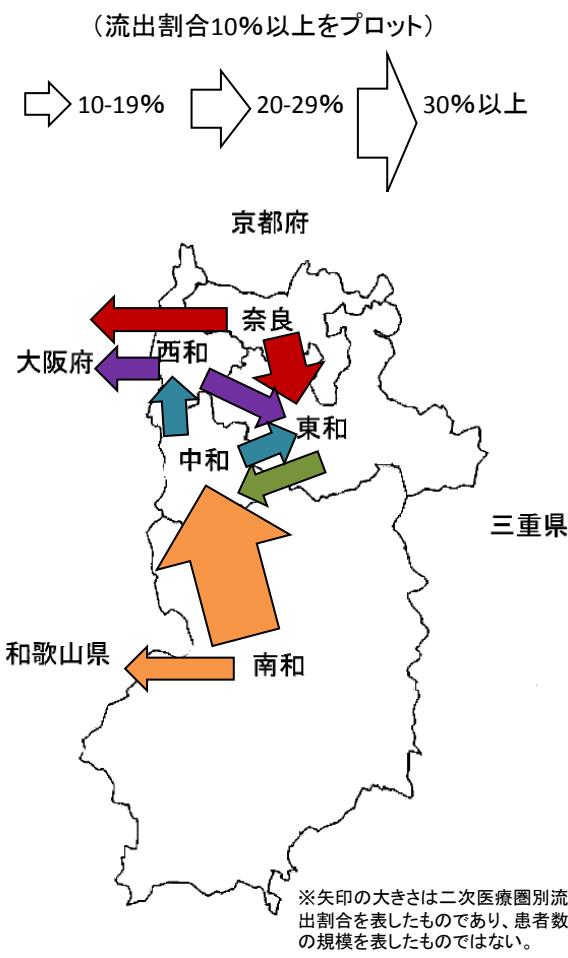 （流出割合10％以上をプロット）
10-19％
20-29％
30％以上
京都府
奈良
西和
大阪府
東和
中和
三重県
和歌山県
南和
※矢印の大きさは二次医療圏別流
出割合を表したものであり、患者数
の規模を表したものではない。